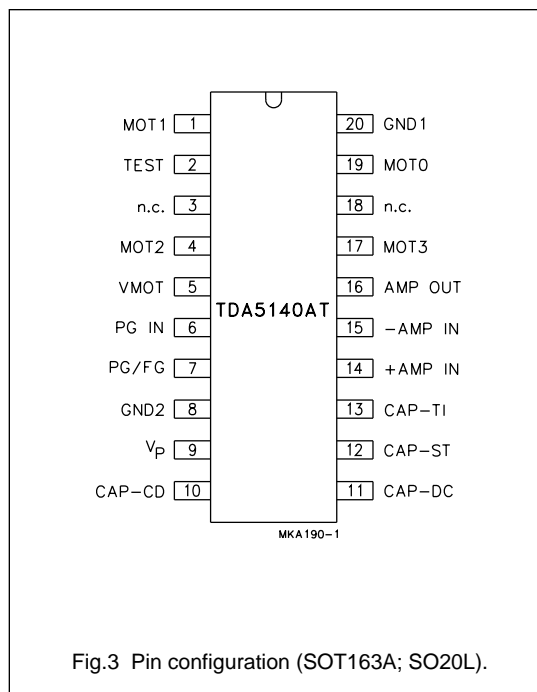 MOT1 1 20 GND1
TEST 2 19 MOT0
n.c. 3 18 n.c.
MOT2 4 17 MOT3
VMOT 5 16 AMP OUT
TDA5140AT
PG IN 6 15 −AMP IN
PG/FG 7 14 +AMP IN
GND2 8 13 CAP−TI
VP 9 12 CAP−ST
CAP−CD 10 11 CAP−DC
MKA190−1
Fig.3 Pin configuration (SOT163A; SO20L).